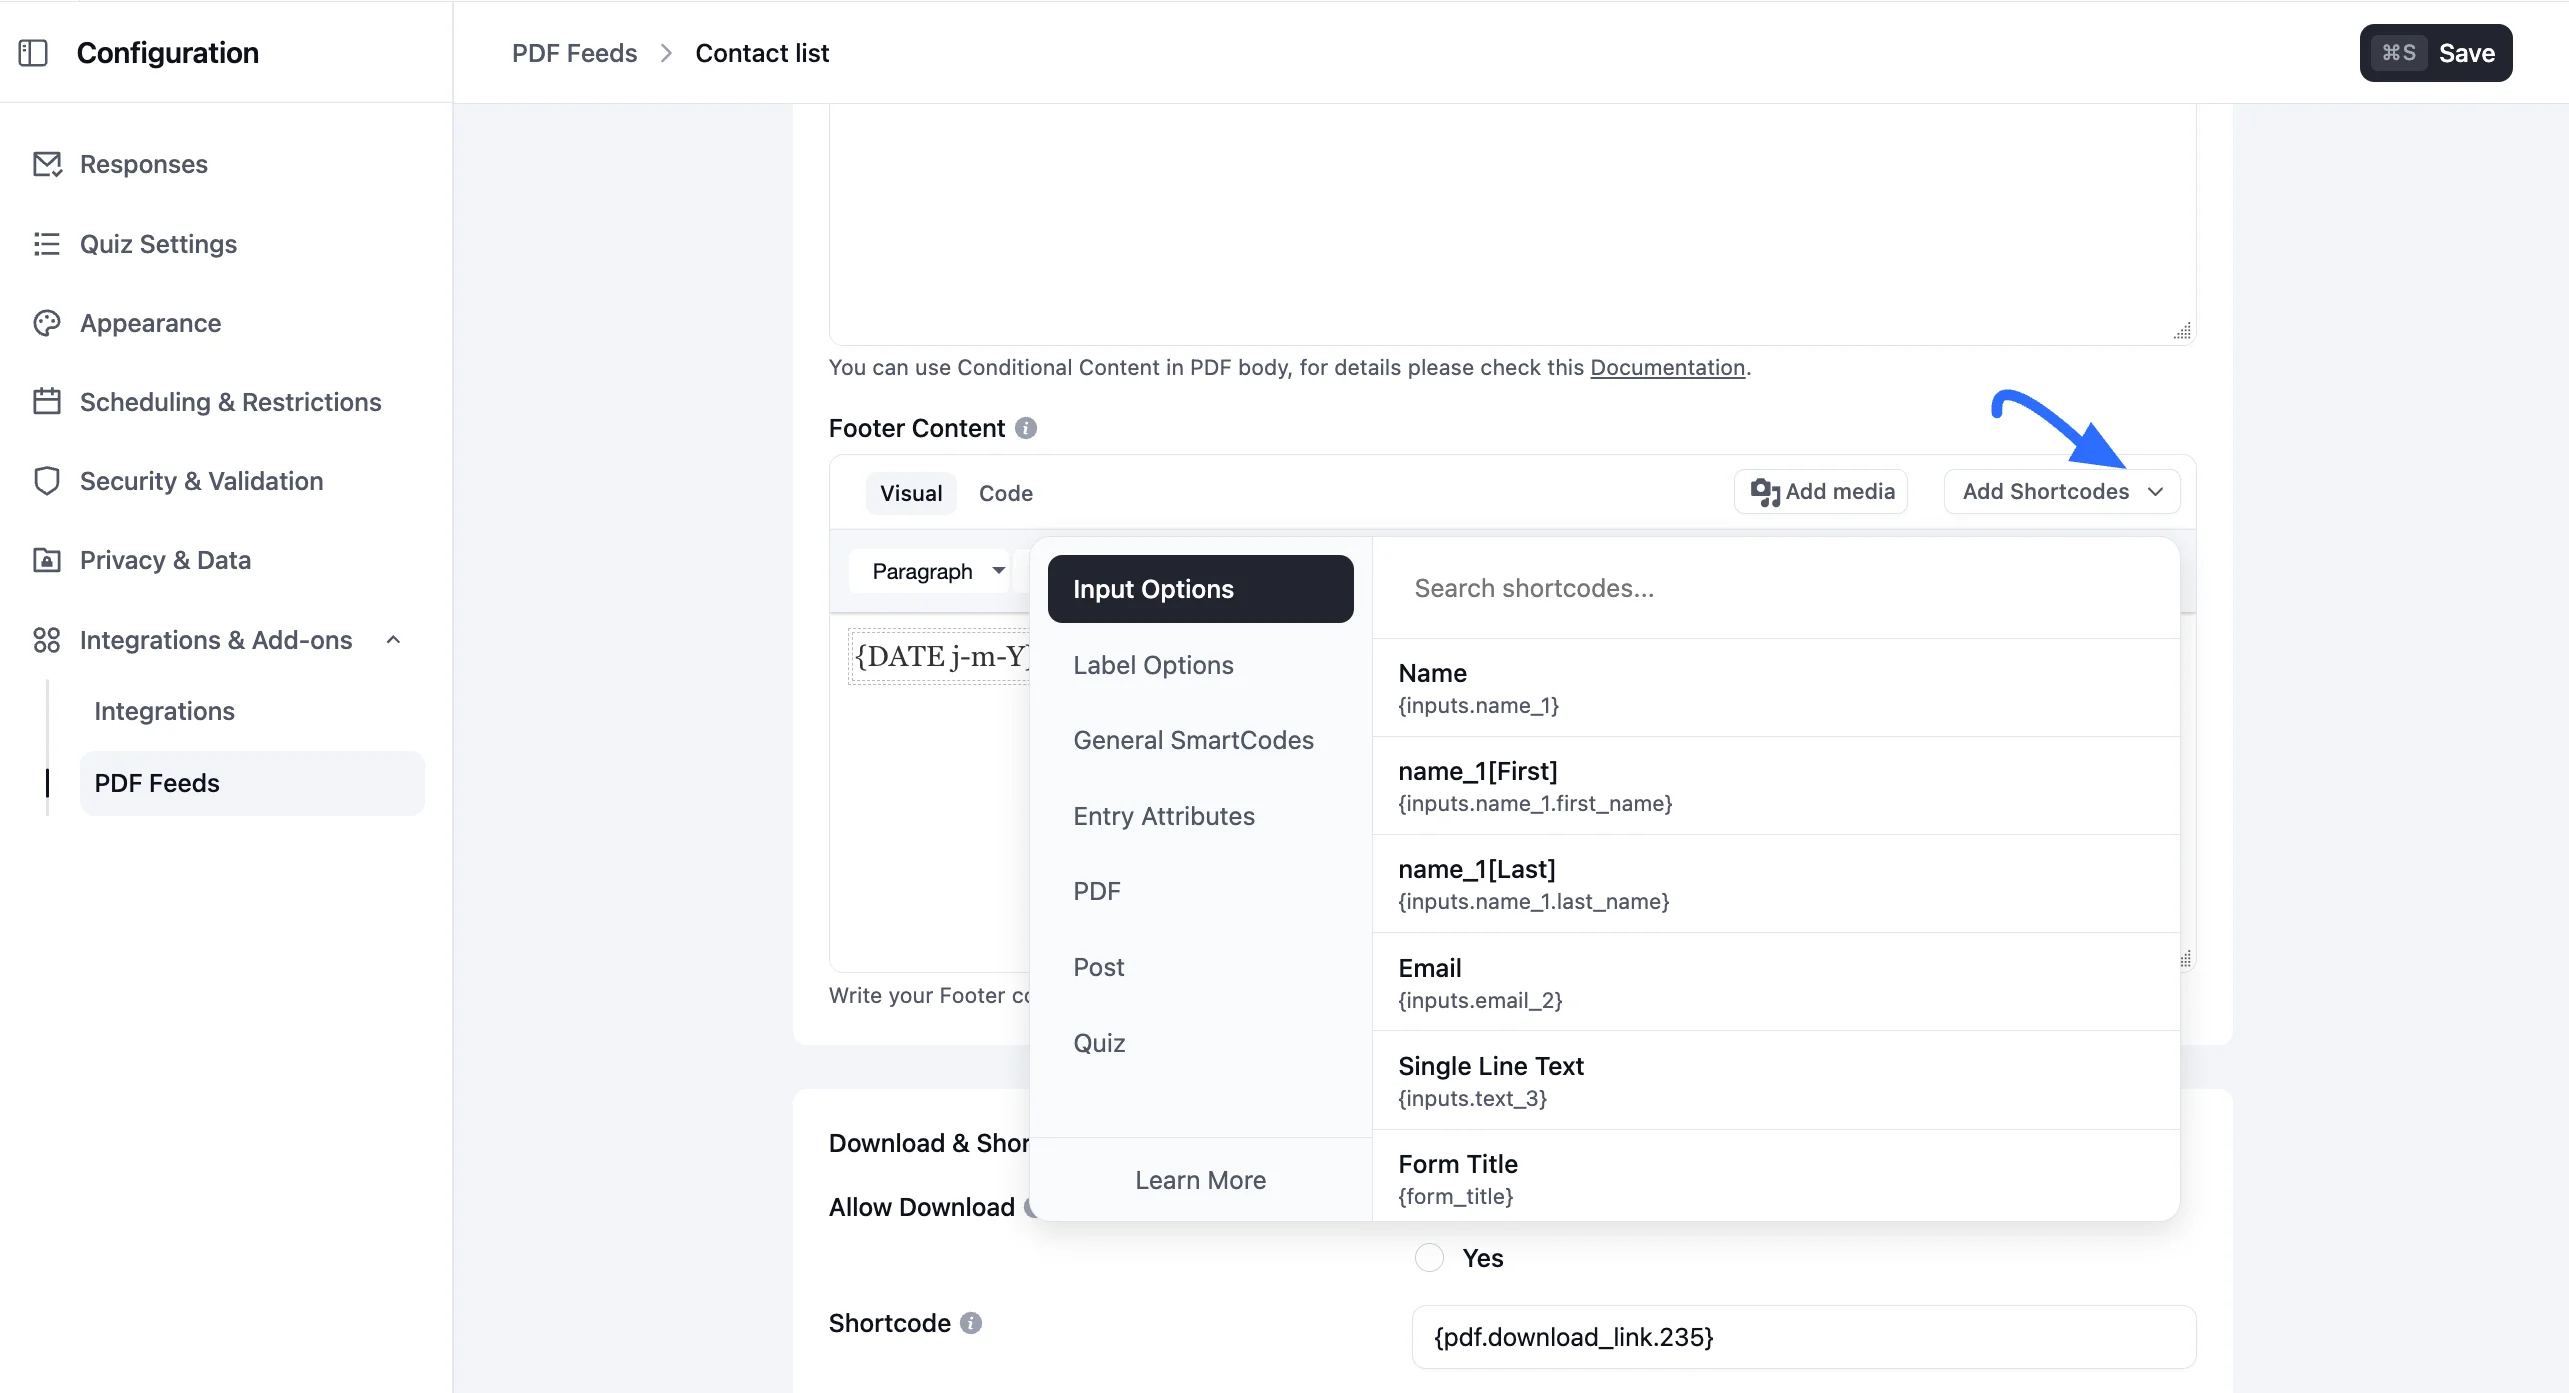 Configuration
PDF Feeds > Contact list
⌘S Save
Responses
Quiz Settings
Appearance
Scheduling & Restrictions
Security & Validation
Privacy & Data
Integrations & Add-ons
Integrations
PDF Feeds
You can use Conditional Content in PDF body, for details please check this Documentation.
Footer Content
Visual Code
Add media
Add Shortcodes
Paragraph
{DATE j-m-Y}
Input Options
Label Options
General SmartCodes
Entry Attributes
PDF
Post
Quiz
Learn More
Search shortcodes...
Name
{inputs.name_1}
name_1[First]
{inputs.name_1.first_name}
name_1[Last]
{inputs.name_1.last_name}
Email
{inputs.email_2}
Single Line Text
{inputs.text_3}
Form Title
{form_title}
Write your Footer
Download &
Allow Download
Yes
Shortcode
{pdf.download_link.235}